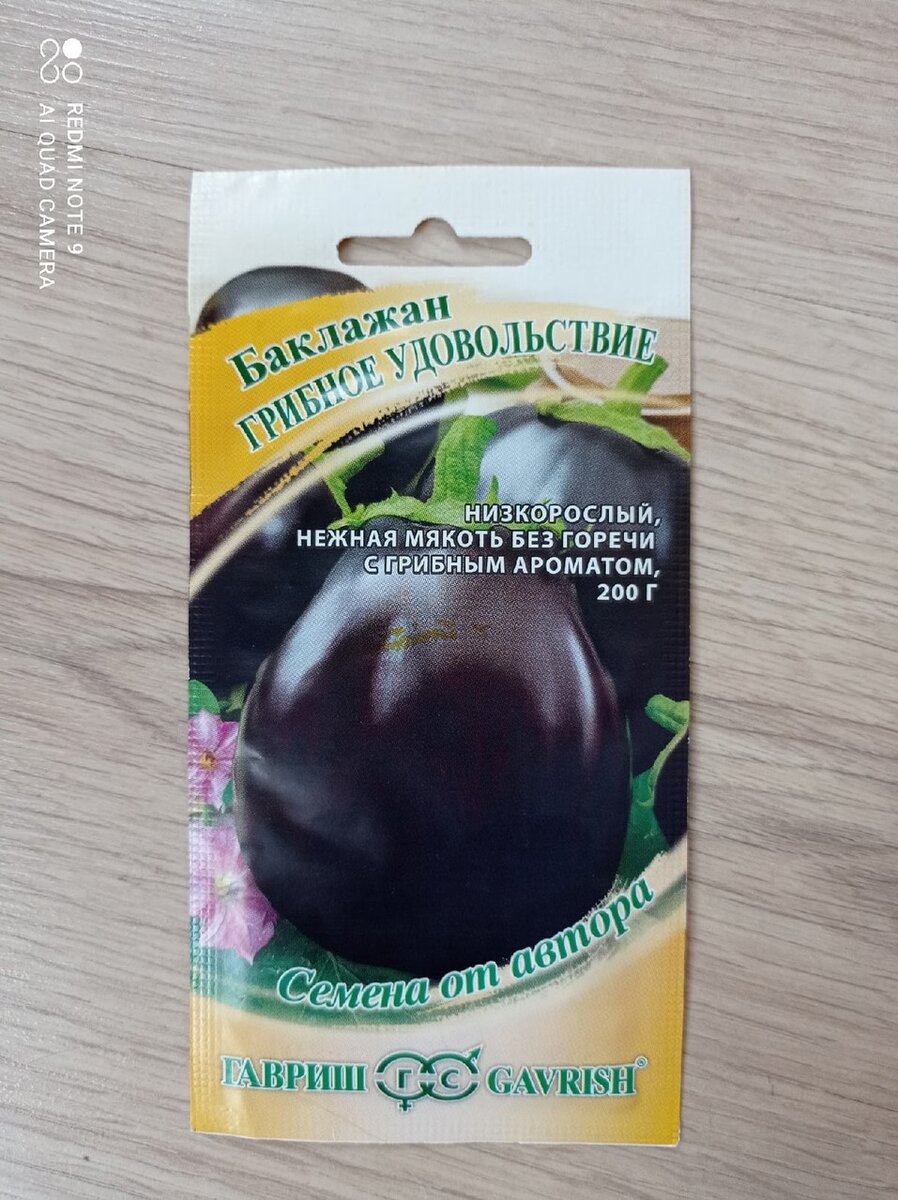 REDMI NOTE 9
AI QUAD CAMERA
Баклажан
ГРИБНОЕ УДОВОЛЬСТВИЕ
НИЗКОРОСЛЫЙ,
НЕЖНАЯ МЯКОТЬ БЕЗ ГОРЕЧИ
С ГРИБНЫМ АРОМАТОМ,
200 Г
Семена от автора
ГАВРИШ Г С GAVRISH®